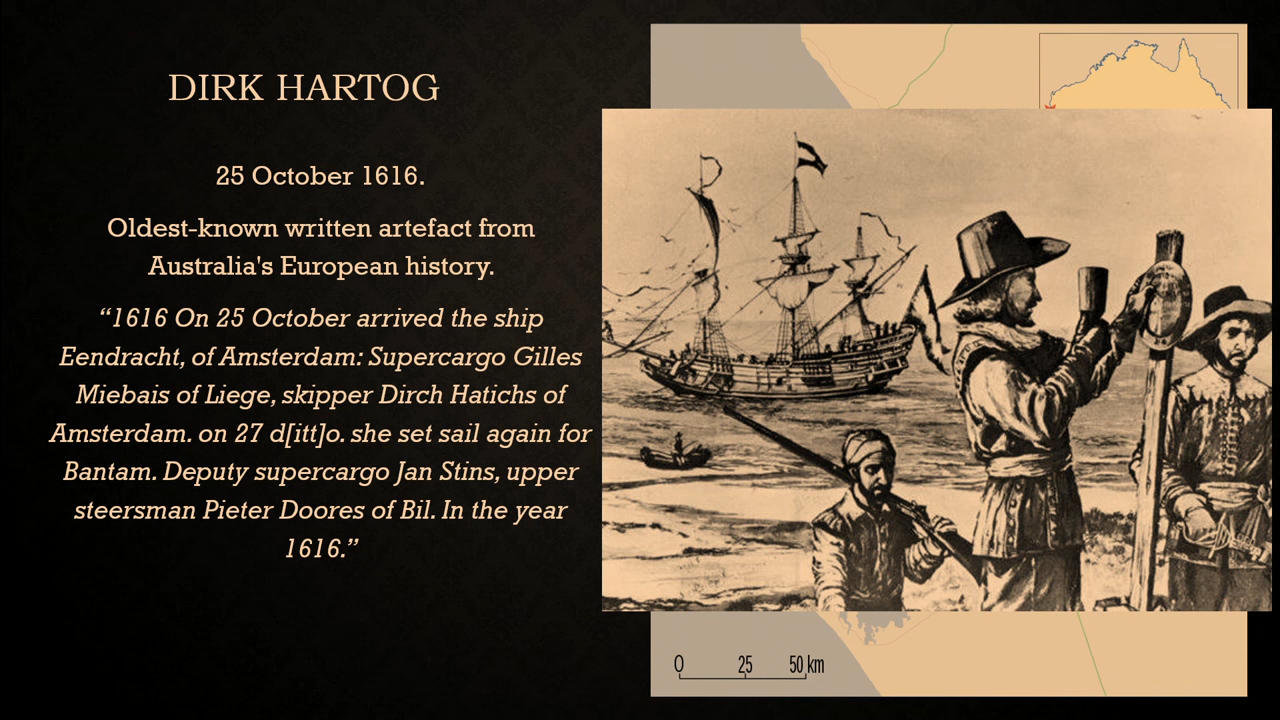 DIRK HARTOG
25 October 1616.
Oldest-known written artefact from
Australia's European history.
“1616 On 25 October arrived the ship
Eendracht, of Amsterdam: Supercargo Gilles
Miebais of Liege, skipper Dirch Hatichs of
Amsterdam. on 27 d[itt]o. she set sail again for
Bantam. Deputy supercargo Jan Stins, upper
steersman Pieter Doores of Bil. In the year
1616.”
0 25 50 km